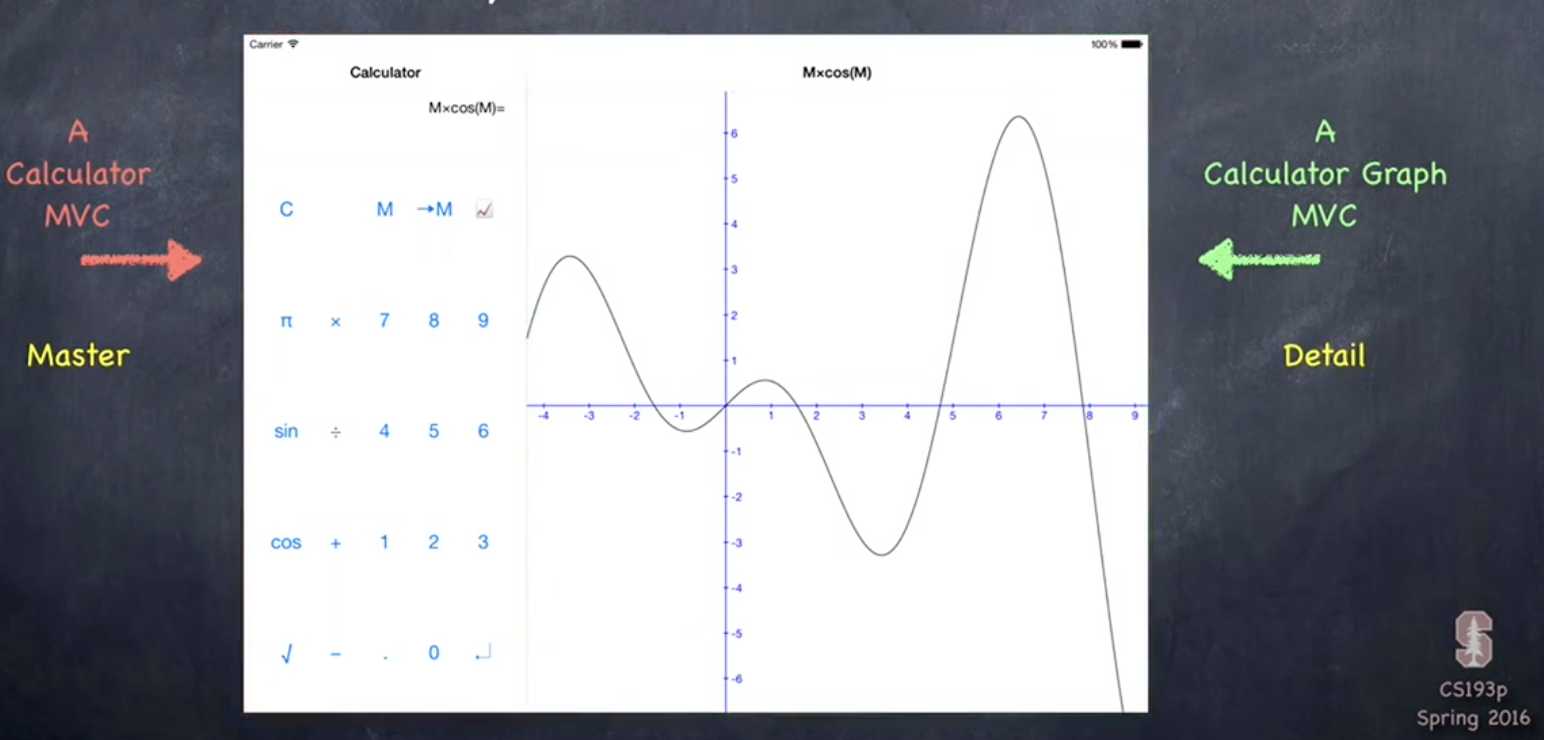 Carrier
100%
Calculator
M×cos(M)
M×cos(M)=
A
Calculator
MVC
Master
C M →M
π × 7 8 9
sin ÷ 4 5 6
cos + 1 2 3
√ − . 0 ⏎
6
5
4
3
2
1
-4 -3 -2 -1 1 2 3 4 5 6 7 8 9
-1
-2
-3
-4
-5
-6
A
Calculator Graph
MVC
Detail
S
CS193p
Spring 2016